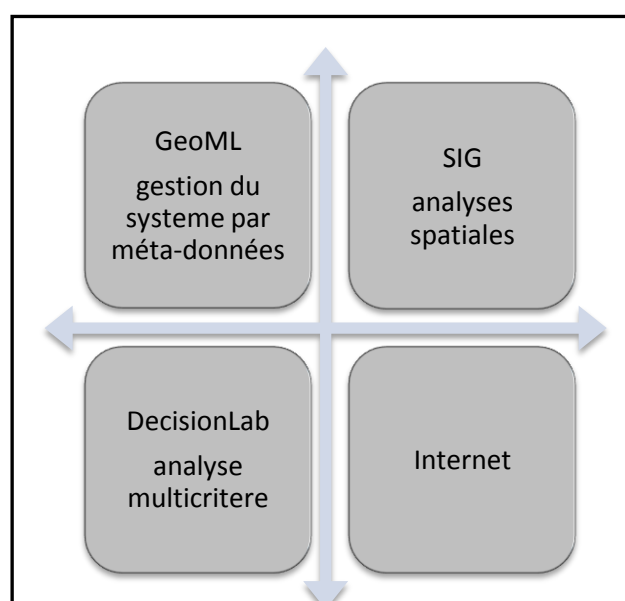 GeoML
gestion du
systeme par
méta-données
SIG
analyses
spatiales
DecisionLab
analyse
multicritere
Internet